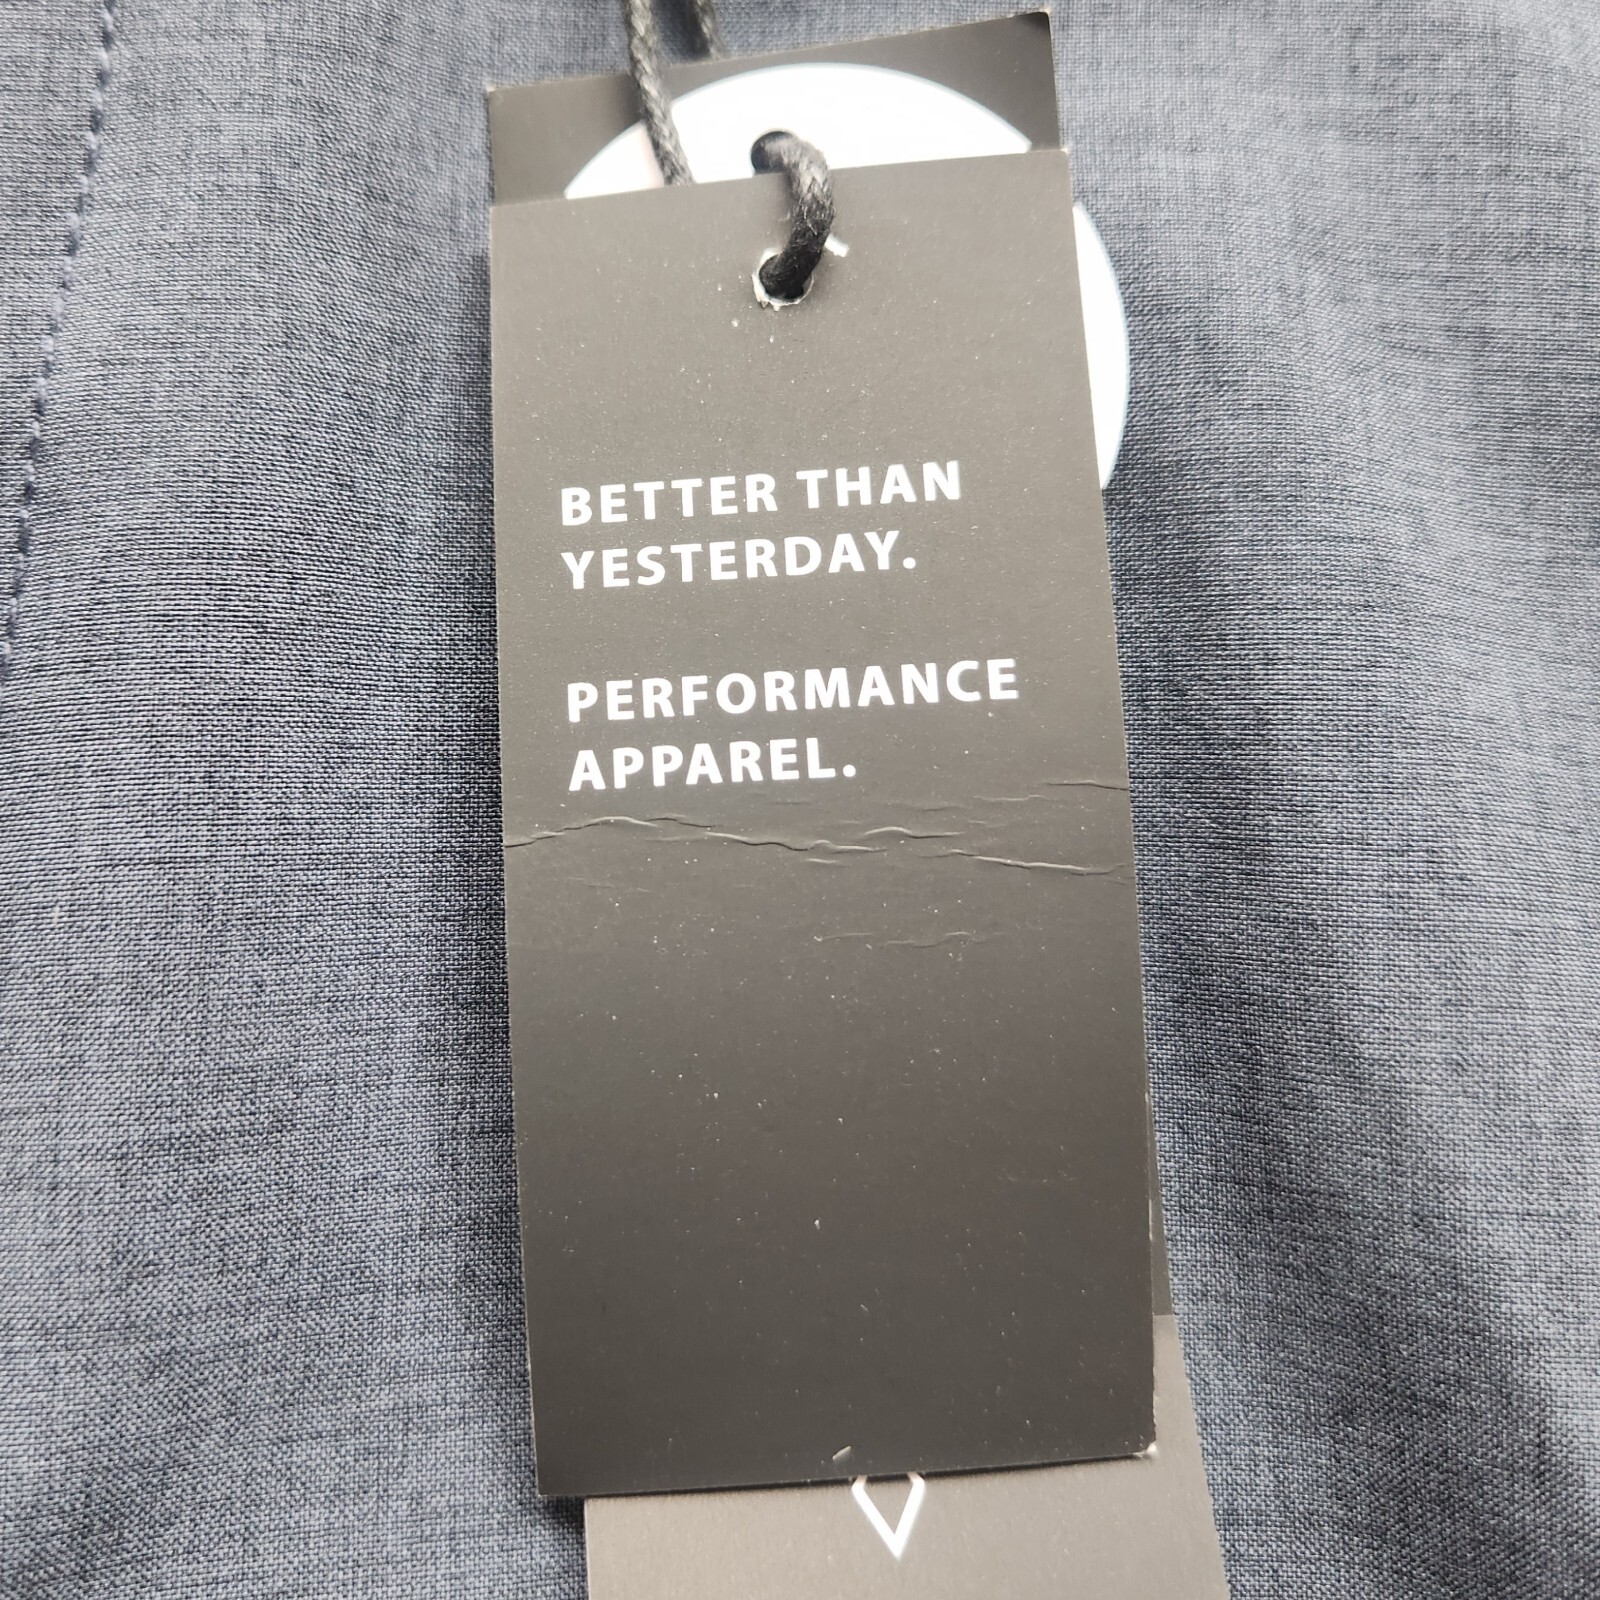 BETTER THAN
YESTERDAY.
PERFORMANCE
APPAREL.